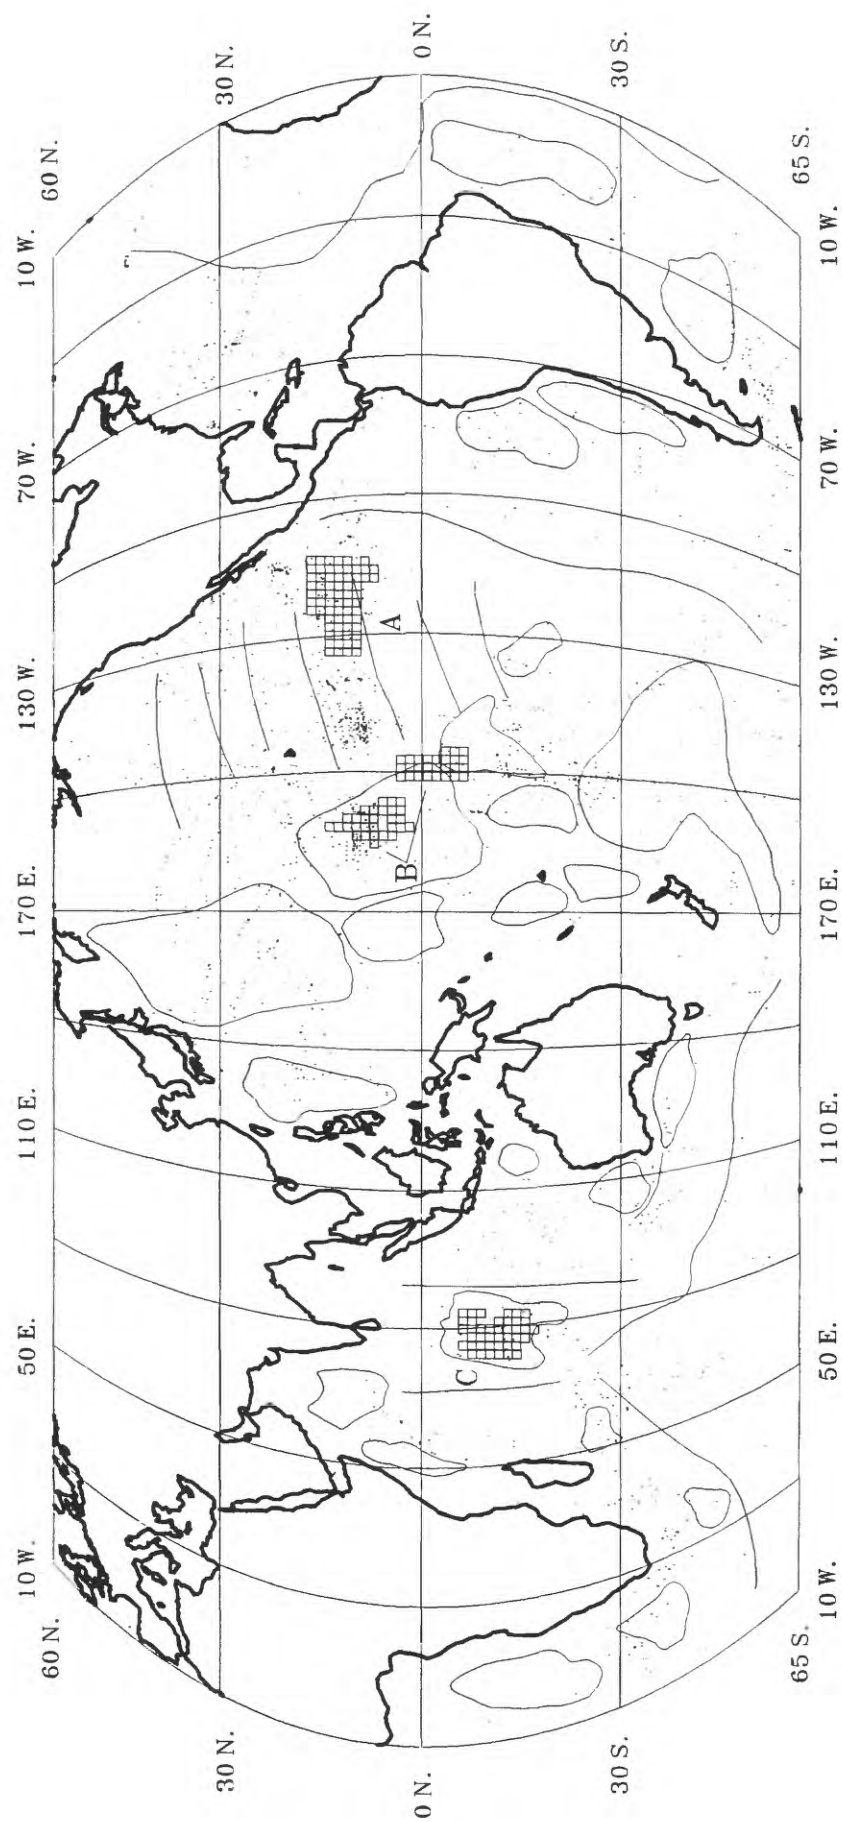 10 W.
50 E.
110 E.
170 E.
130 W.
70 W.
10 W.
60 N.
60 N.
30 N.
30 N.
A
B
C
0 N.
0 N.
30 S.
30 S.
65 S.
65 S.
10 W.
50 E.
110 E.
170 E.
130 W.
70 W.
10 W.